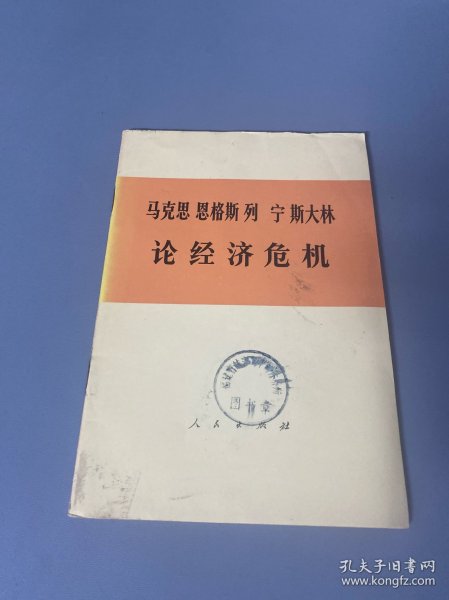 马克思 恩格斯 列 宁 斯大林
论经济危机
图书章
人民出版社
孔夫子旧书网
www.kongfz.com